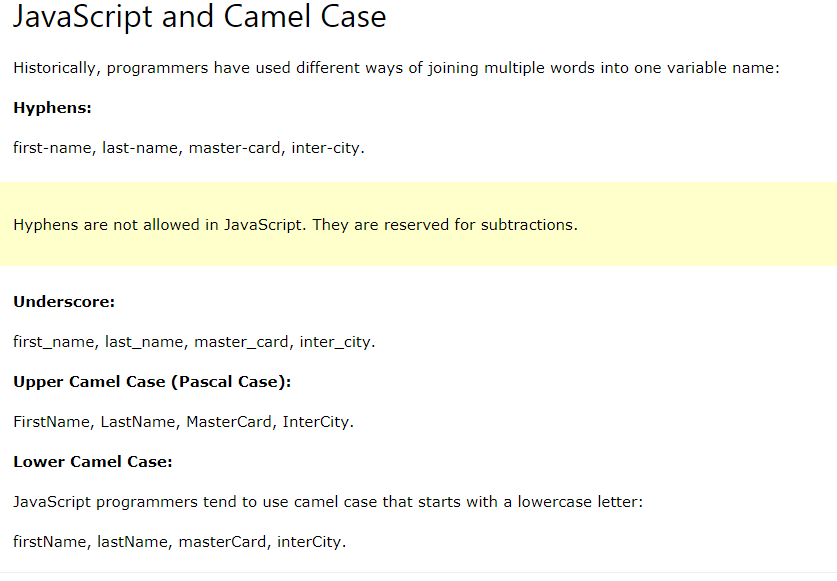 JavaScript and Camel Case
Historically, programmers have used different ways of joining multiple words into one variable name:
Hyphens:
first-name, last-name, master-card, inter-city.
Hyphens are not allowed in JavaScript. They are reserved for subtractions.
Underscore:
first_name, last_name, master_card, inter_city.
Upper Camel Case (Pascal Case):
FirstName, LastName, MasterCard, InterCity.
Lower Camel Case:
JavaScript programmers tend to use camel case that starts with a lowercase letter:
firstName, lastName, masterCard, interCity.